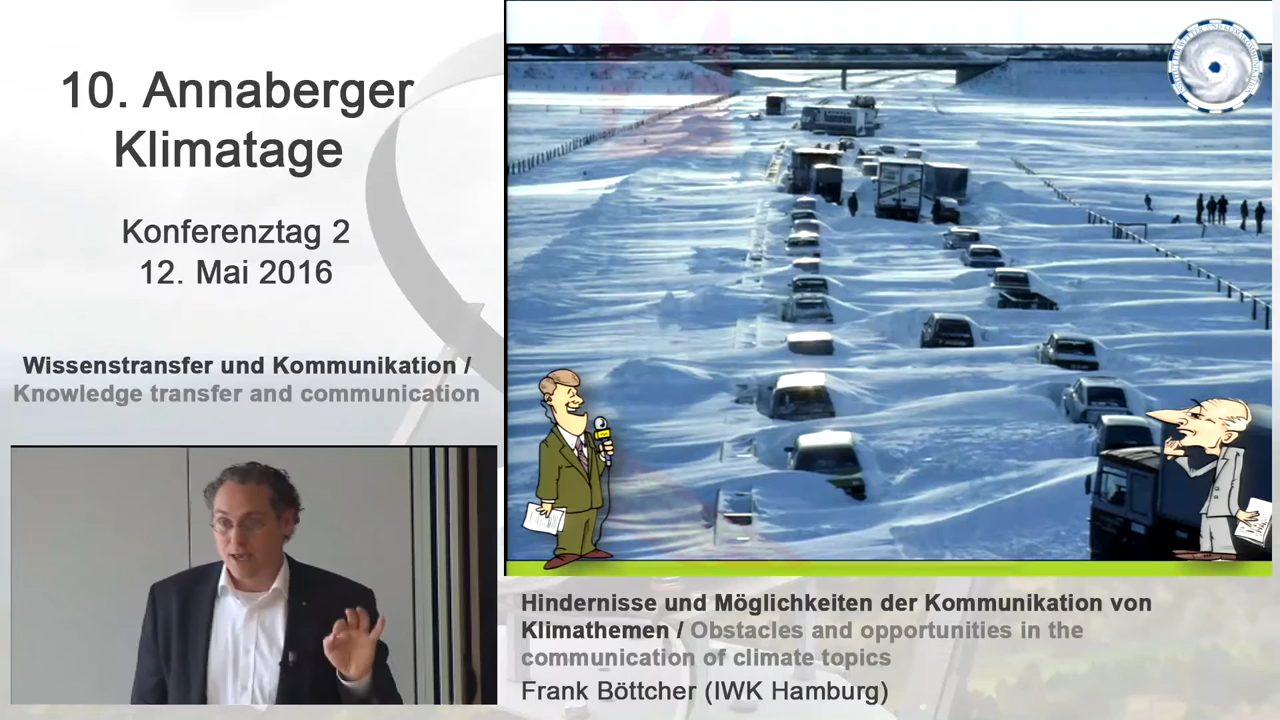 10. Annaberger
Klimatage
Konferenztag 2
12. Mai 2016
Wissenstransfer und Kommunikation /
Knowledge transfer and communication
Hindernisse und Möglichkeiten der Kommunikation von
Klimathemen / Obstacles and opportunities in the
communication of climate topics
Frank Böttcher (IWK Hamburg)